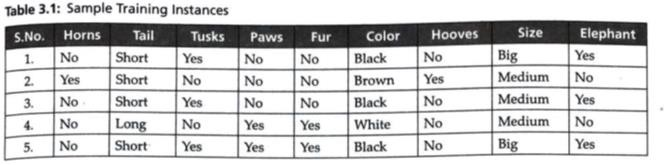 Table 3.1: Sample Training Instances
S.No. Horns Tail Tusks Paws Fur Color Hooves Size Elephant
1. No Short Yes No No Black No Big Yes
2. Yes Short No No No Brown Yes Medium No
3. No Short Yes No No Black No Medium Yes
4. No Long No Yes Yes White No Medium No
5. No Short Yes Yes Yes Black No Big Yes